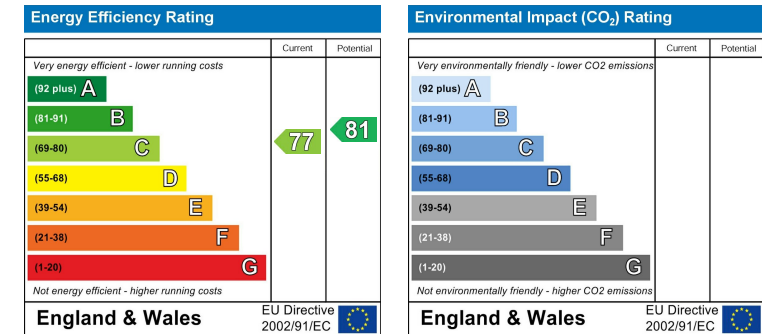 Energy Efficiency Rating
Current Potential
Very energy efficient - lower running costs
(92 plus) A
(81-91) B
(69-80) C
(55-68) D
(39-54) E
(21-38) F
(1-20) G
77
81
Not energy efficient - higher running costs
England & Wales
EU Directive
2002/91/EC
Environmental Impact (CO₂) Rating
Current Potential
Very environmentally friendly - lower CO2 emissions
(92 plus) A
(81-91) B
(69-80) C
(55-68) D
(39-54) E
(21-38) F
(1-20) G
Not environmentally friendly - higher CO2 emissions
England & Wales
EU Directive
2002/91/EC